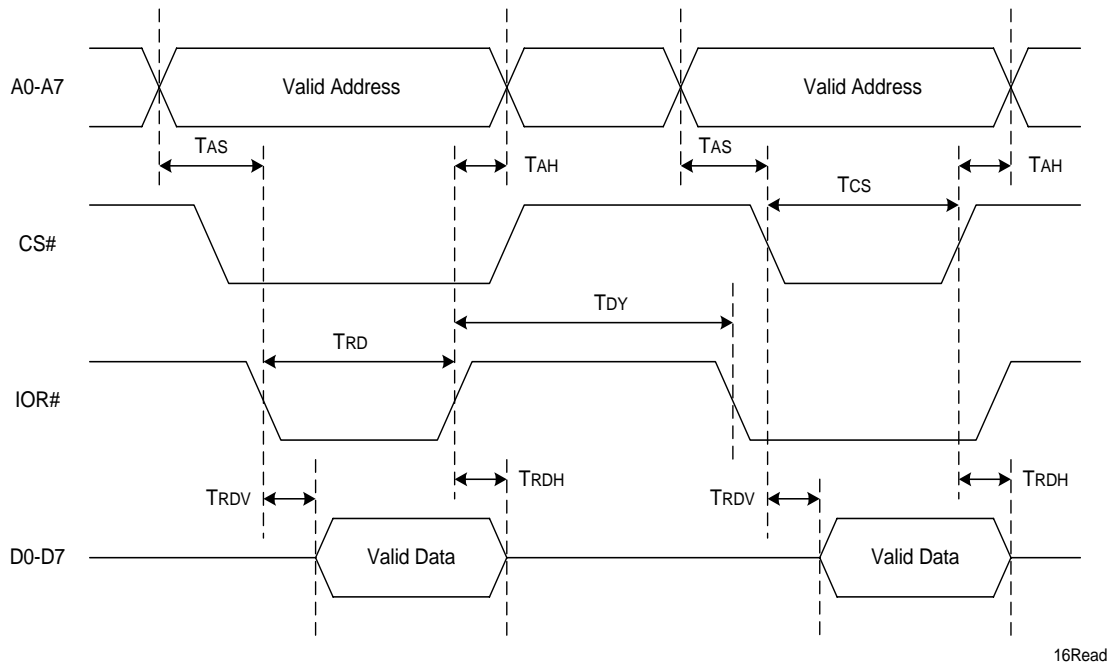 A0-A7
Valid Address
Valid Address
TAS
TAH
TAS
TAH
TCS
CS#
TDY
TRD
IOR#
TRDV
TRDH
TRDV
TRDH
D0-D7
Valid Data
Valid Data
16Read